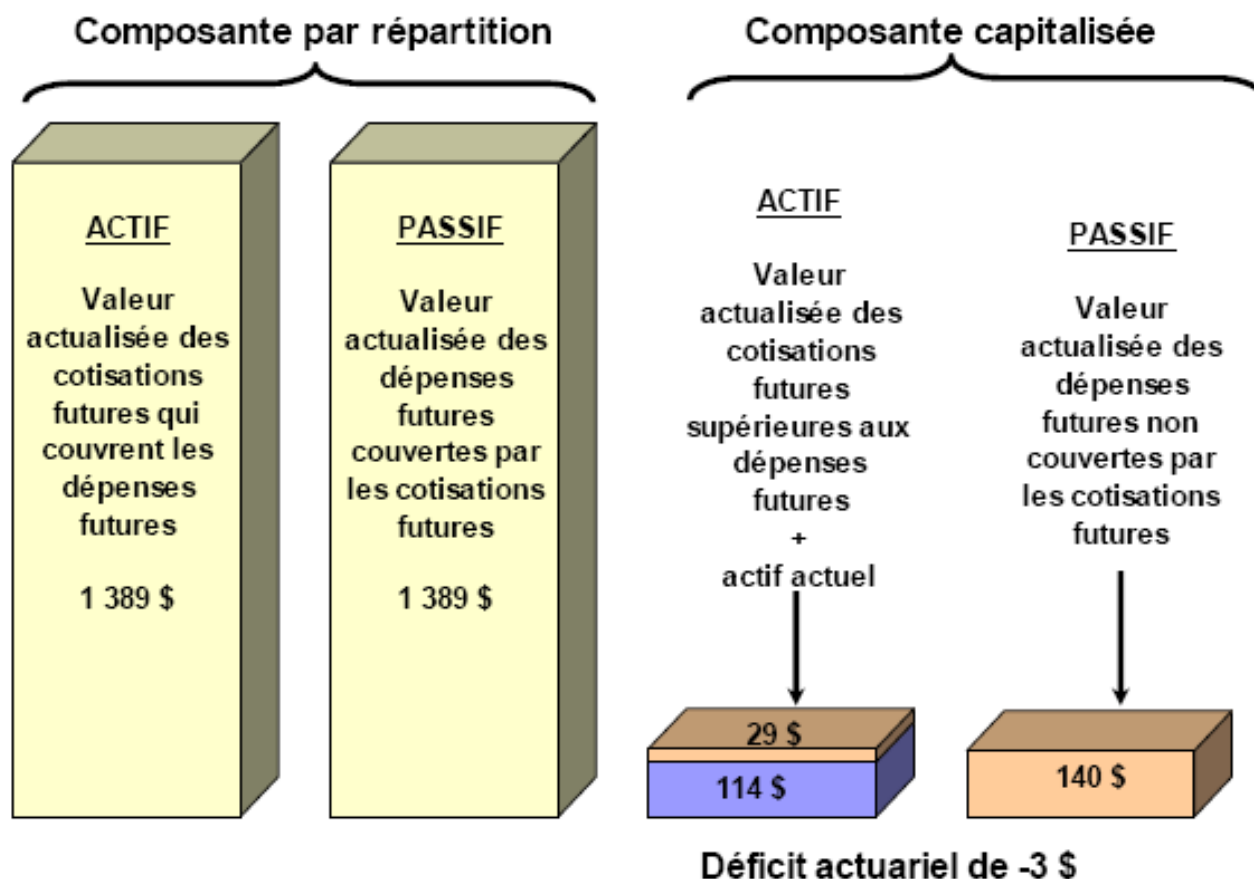 Composante par répartition
Composante capitalisée
ACTIF
Valeur
actualisée des
cotisations
futures qui
couvrent les
dépenses
futures
1 389 $
PASSIF
Valeur
actualisée des
dépenses
futures
couvertes par
les cotisations
futures
1 389 $
ACTIF
Valeur
actualisée des
cotisations
futures
supérieures aux
dépenses
futures
+
actif actuel
29 $
114 $
PASSIF
Valeur
actualisée des
dépenses
futures non
couvertes par
les cotisations
futures
140 $
Déficit actuariel de -3 $